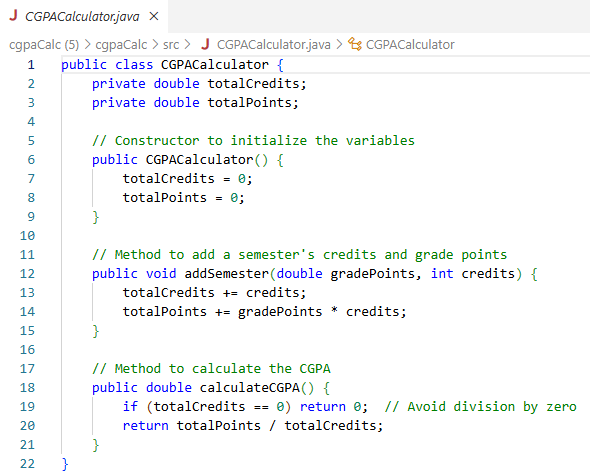 J CGPACalculator.java ×
cgpaCalc (5) > cgpaCalc > src > J CGPACalculator.java > CGPACalculator
1 public class CGPACalculator {
2     private double totalCredits;
3     private double totalPoints;
4
5     // Constructor to initialize the variables
6     public CGPACalculator() {
7         totalCredits = 0;
8         totalPoints = 0;
9     }
10
11     // Method to add a semester's credits and grade points
12     public void addSemester(double gradePoints, int credits) {
13         totalCredits += credits;
14         totalPoints += gradePoints * credits;
15     }
16
17     // Method to calculate the CGPA
18     public double calculateCGPA() {
19         if (totalCredits == 0) return 0;  // Avoid division by zero
20         return totalPoints / totalCredits;
21     }
22 }